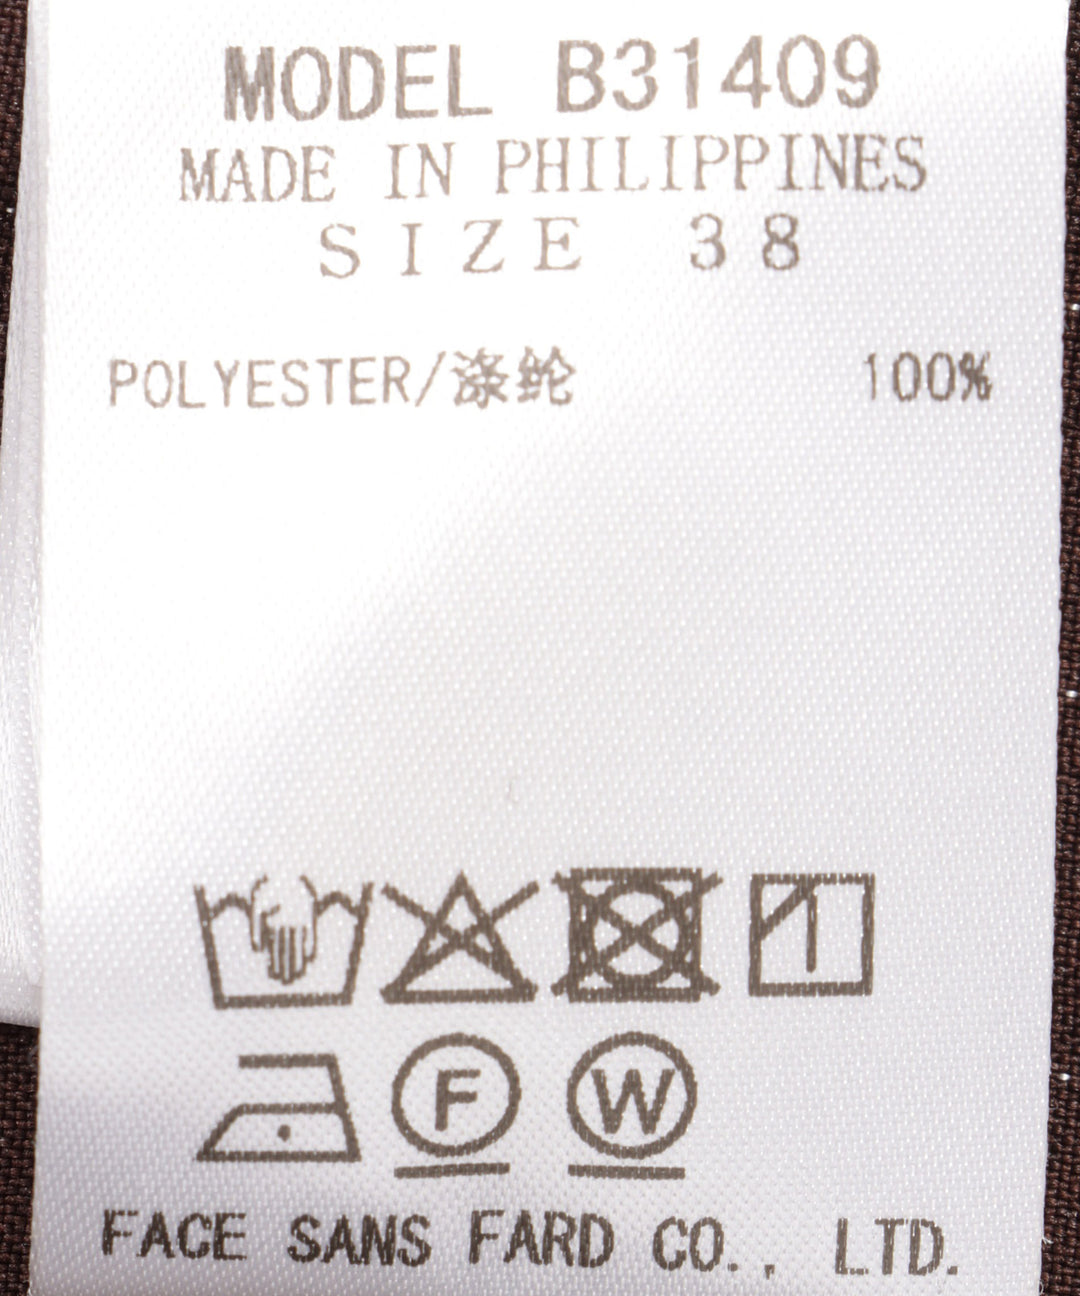 MODEL B31409
MADE IN PHILIPPINES
SIZE 38
POLYESTER/涤纶 100%
F W
FACE SANS FARD CO., LTD.